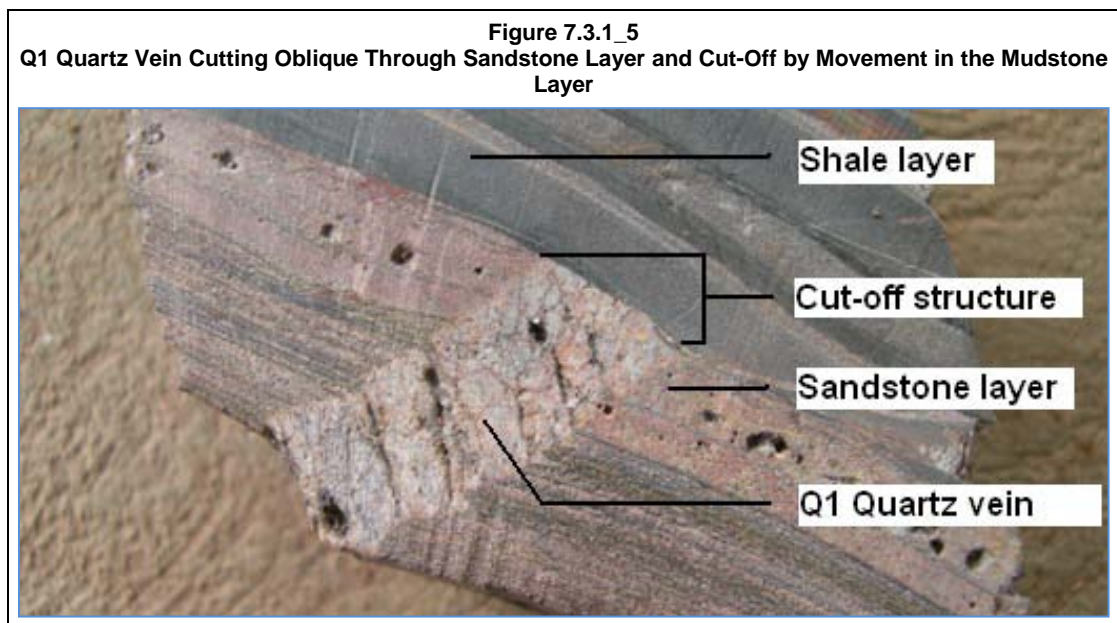 Figure 7.3.1_5
Q1 Quartz Vein Cutting Oblique Through Sandstone Layer and Cut-Off by Movement in the Mudstone
Layer
Shale layer
Cut-off structure
Sandstone layer
Q1 Quartz vein